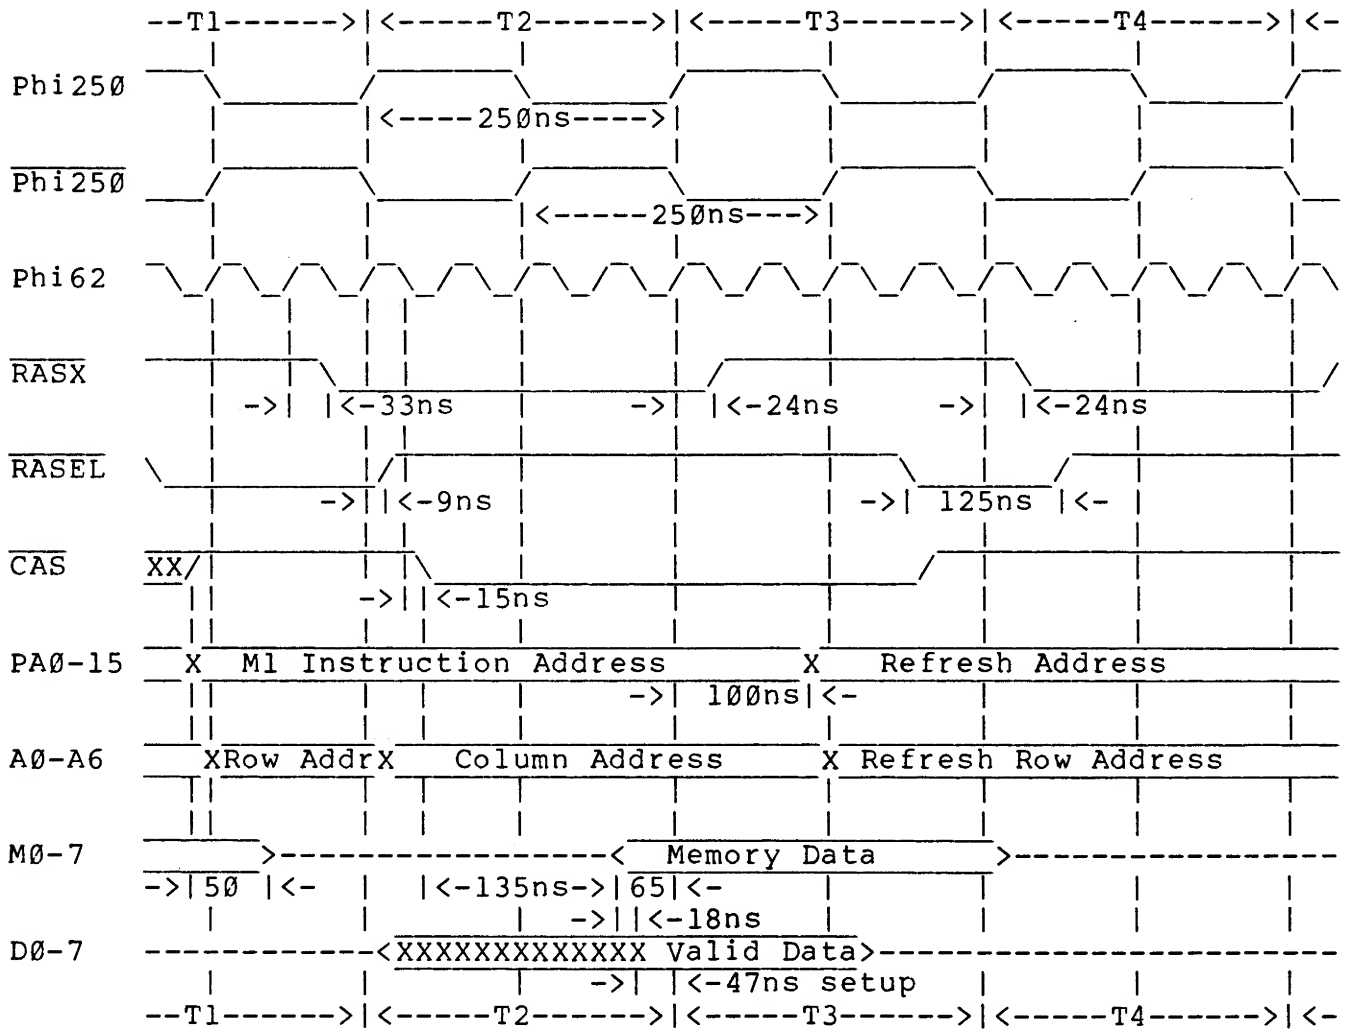 --T1------>|<-----T2------>|<-----T3------>|<-----T4------>|<-
Phi250
<----250ns---->|
Phi250
<-----250ns--->|
Phi62
RASX
->| |<-33ns ->| |<-24ns ->| |<-24ns
RASEL
->| |<-9ns ->| 125ns |<-
CAS XX
->| |<-15ns
PA0-15 X M1 Instruction Address X Refresh Address
->| 100ns|<-
A0-A6 XRow AddrX Column Address X Refresh Row Address
M0-7 >-----------------< Memory Data >-----------------
->|50 |<- |<-135ns->|65|<-
->||<-18ns
D0-7 ------------<XXXXXXXXXXXXX Valid Data>------------------
->| |<-47ns setup
--T1------>|<-----T2------>|<-----T3------>|<-----T4------>|<-